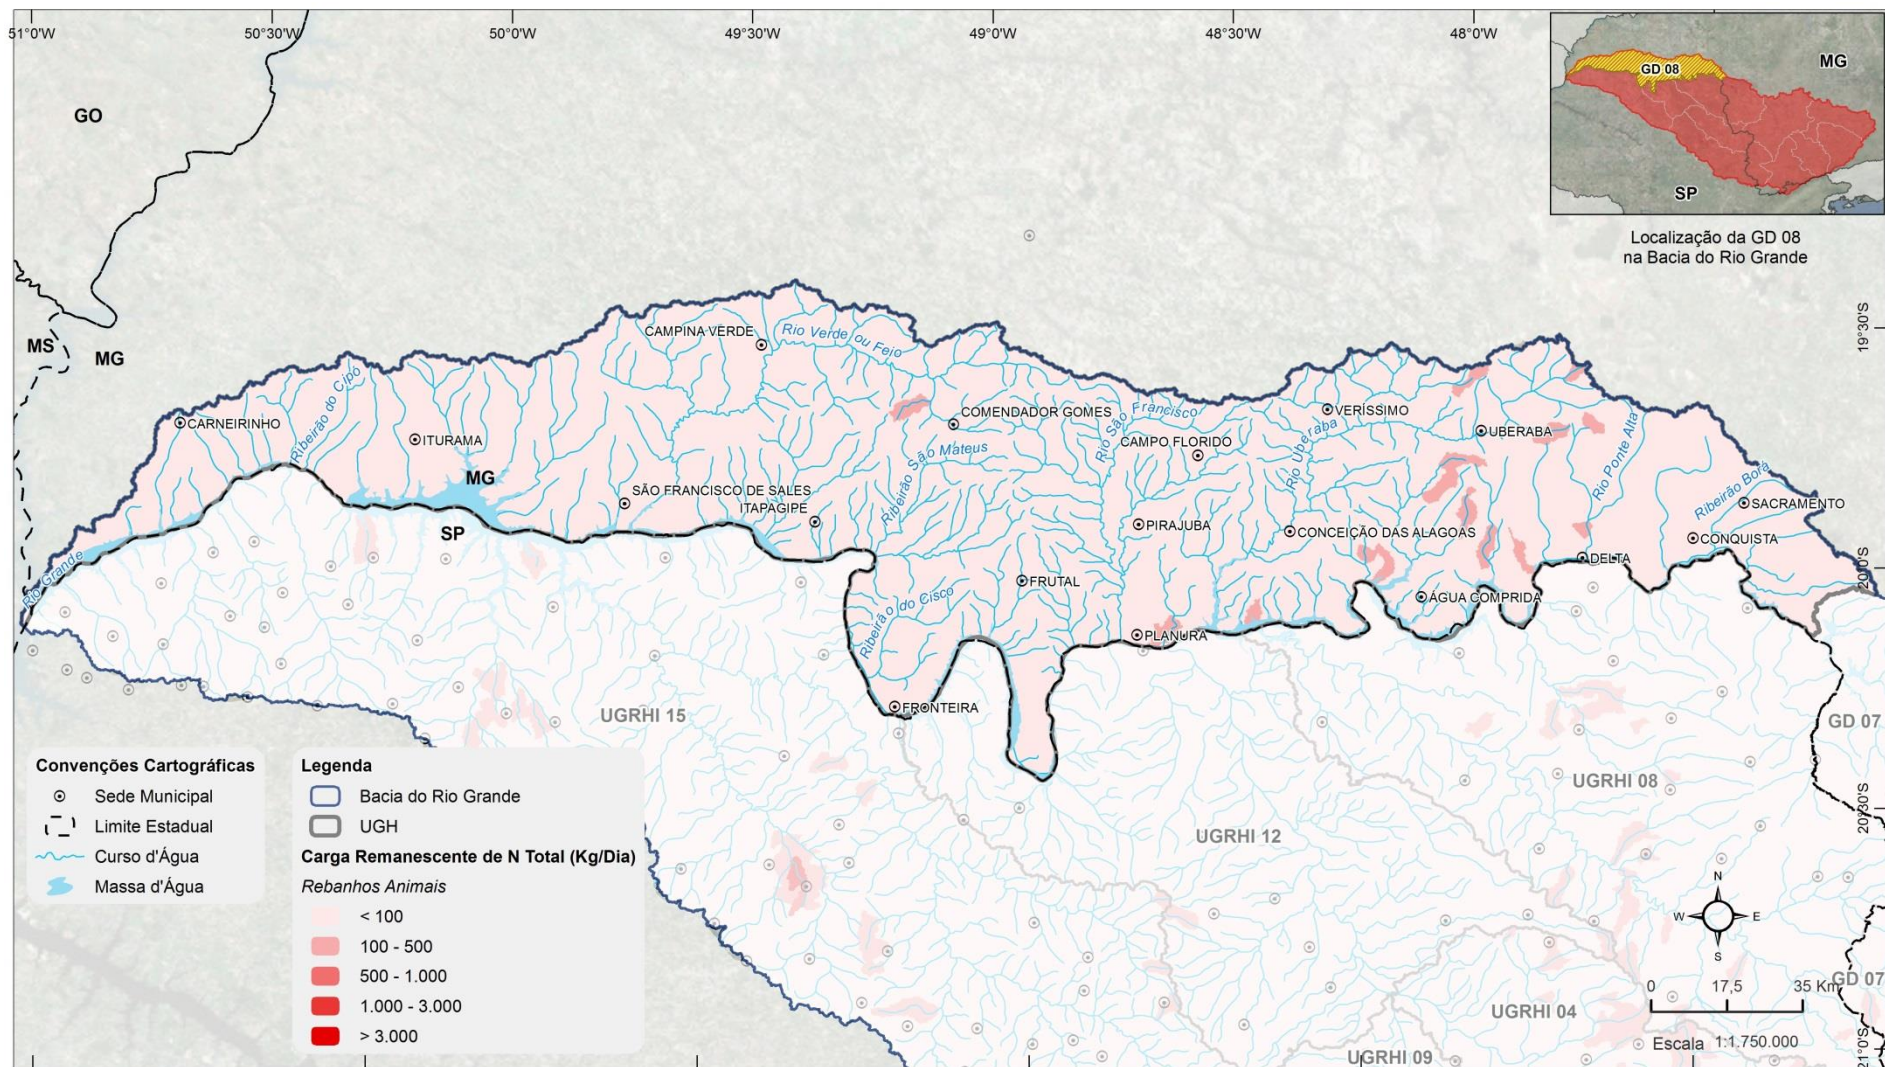 51°0'W
50°30'W
50°0'W
49°30'W
49°0'W
48°30'W
48°0'W
GO
MS
MG
GD 08
MG
SP
Localização da GD 08
na Bacia do Rio Grande
19°30'S
20°0'S
20°30'S
21°0'S
CAMPINA VERDE
Rio Verde ou Feio
CARNEIRINHO
Ribeirão do Cipó
ITURAMA
COMENDADOR GOMES
Rio São Francisco
VERÍSSIMO
CAMPO FLORIDO
Rio Uberaba
UBERABA
Rio Ponte Alta
Ribeirão São Mateus
MG
SÃO FRANCISCO DE SALES
ITAPAGIPE
PIRAJUBA
CONCEIÇÃO DAS ALAGOAS
Ribeirão Borá
SACRAMENTO
CONQUISTA
SP
DELTA
Rio Grande
FRUTAL
ÁGUA COMPRIDA
Ribeirão do Cisco
PLANURA
FRONTEIRA
UGRHI 15
GD 07
UGRHI 08
UGRHI 12
GD 07
UGRHI 04
UGRHI 09
Convenções Cartográficas
Sede Municipal
Limite Estadual
Curso d'Água
Massa d'Água
Legenda
Bacia do Rio Grande
UGH
Carga Remanescente de N Total (Kg/Dia)
Rebanhos Animais
< 100
100 - 500
500 - 1.000
1.000 - 3.000
> 3.000
N
W E
S
0 17,5 35 Km
Escala 1:1.750.000